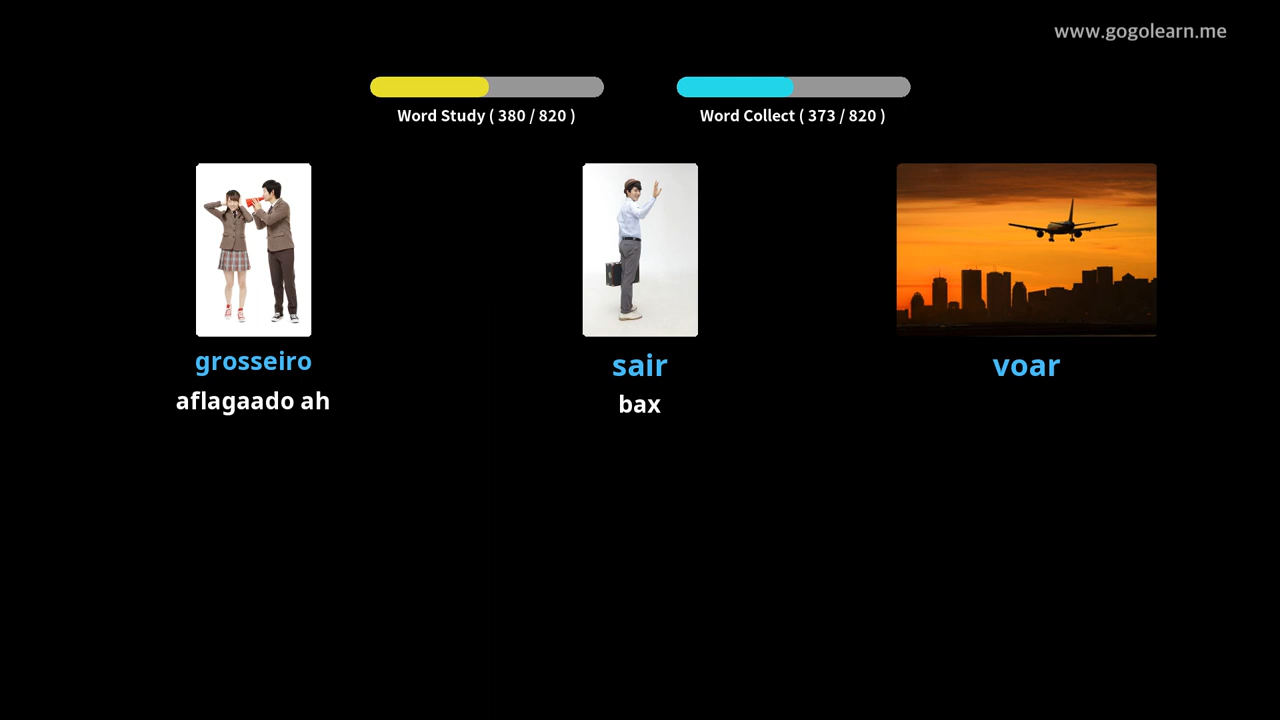 www.gogolearn.me
Word Study ( 380 / 820 )
Word Collect ( 373 / 820 )
grosseiro
aflagaado ah
sair
bax
voar